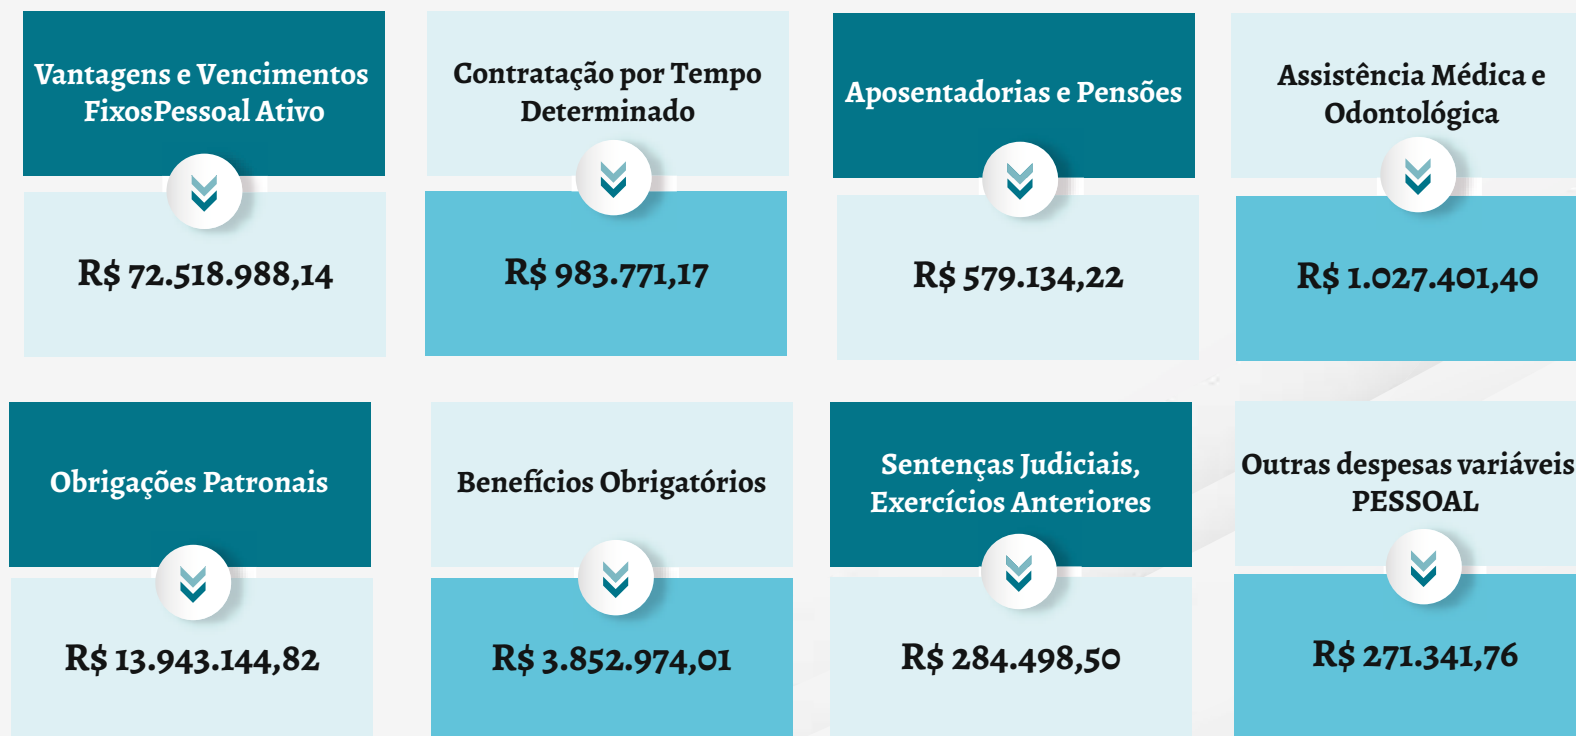 Vantagens e Vencimentos
FixosPessoal Ativo
R$ 72.518.988,14
Contratação por Tempo
Determinado
R$ 983.771,17
Aposentadorias e Pensões
R$ 579.134,22
Assistência Médica e
Odontológica
R$ 1.027.401,40
Obrigações Patronais
R$ 13.943.144,82
Benefícios Obrigatórios
R$ 3.852.974,01
Sentenças Judiciais,
Exercícios Anteriores
R$ 284.498,50
Outras despesas variáveis
PESSOAL
R$ 271.341,76